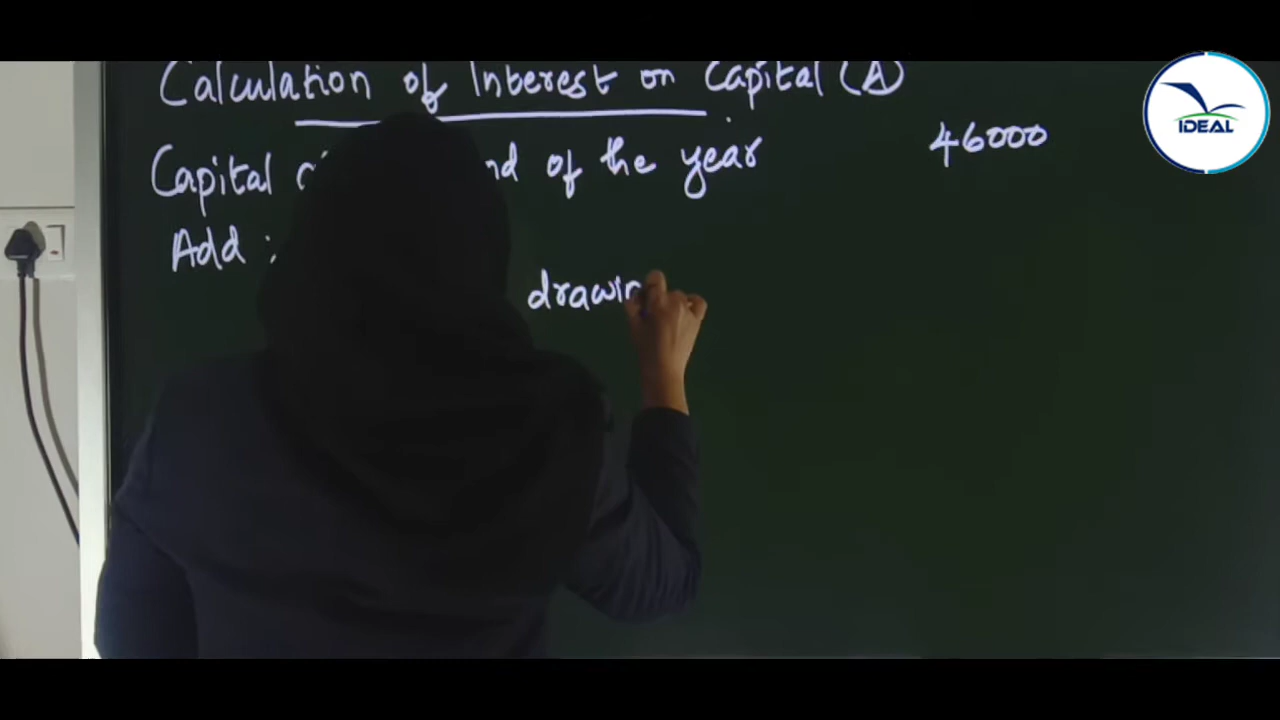 Calculation of Interest on Capital (A)
Capital nd of the year 46000
Add :
drawin
IDEAL